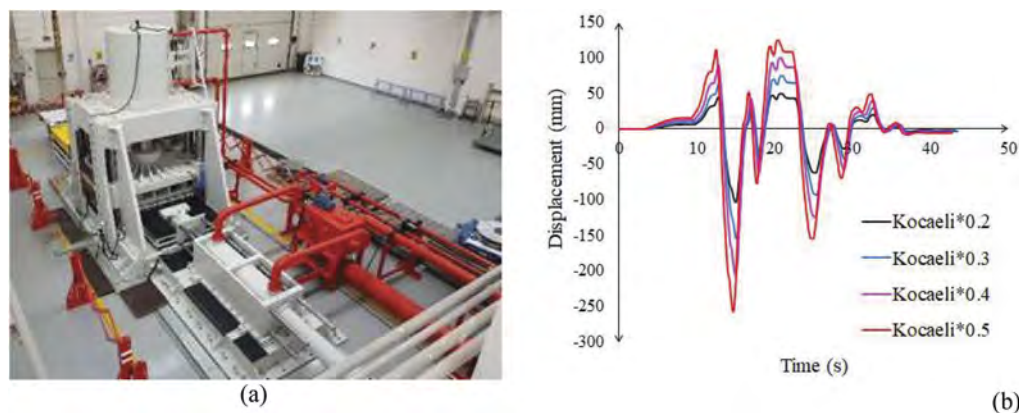 150
100
50
0
-50
-100
-150
-200
-250
-300
0 10 20 30 40 50
Displacement (mm)
Time (s)
Kocaeli*0.2
Kocaeli*0.3
Kocaeli*0.4
Kocaeli*0.5
(a)
(b)